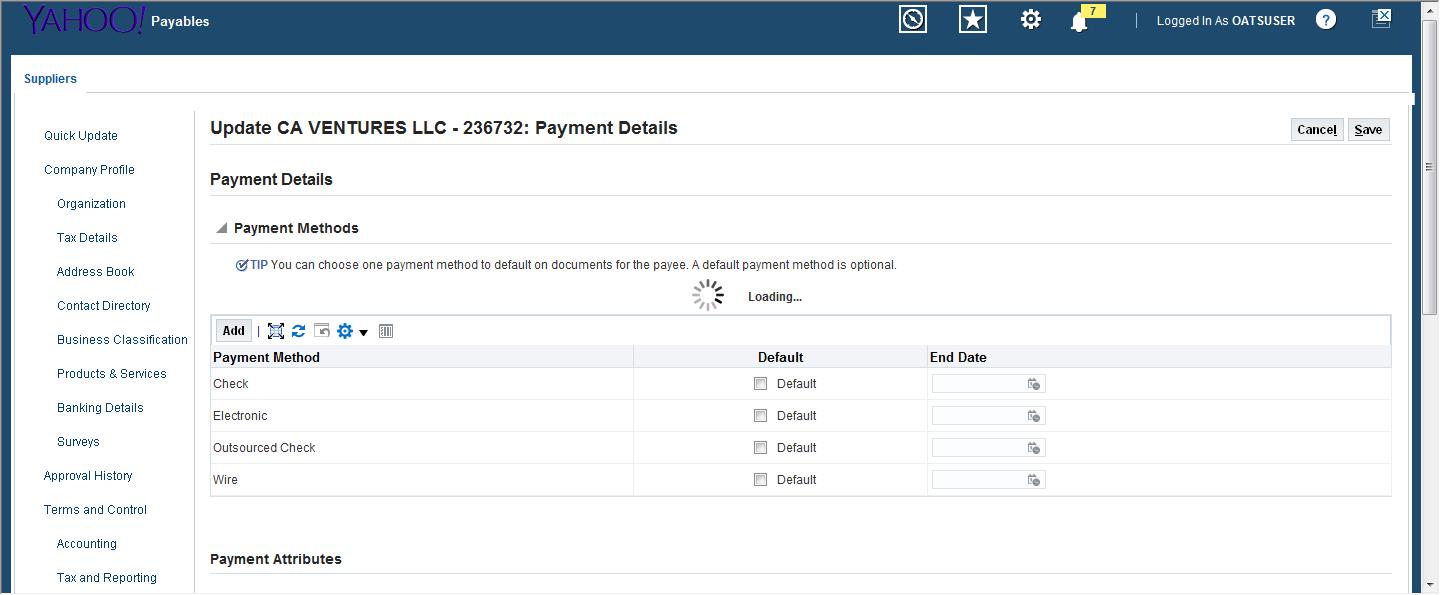 YAHOO! Payables
7
Logged In As OATSUSER
?
Suppliers
Quick Update
Company Profile
Organization
Tax Details
Address Book
Contact Directory
Business Classification
Products & Services
Banking Details
Surveys
Approval History
Terms and Control
Accounting
Tax and Reporting
Update CA VENTURES LLC - 236732: Payment Details
Cancel Save
Payment Details
Payment Methods
TIP You can choose one payment method to default on documents for the payee. A default payment method is optional.
Loading...
Add |
Payment Method Default End Date
Check Default
Electronic Default
Outsourced Check Default
Wire Default
Payment Attributes